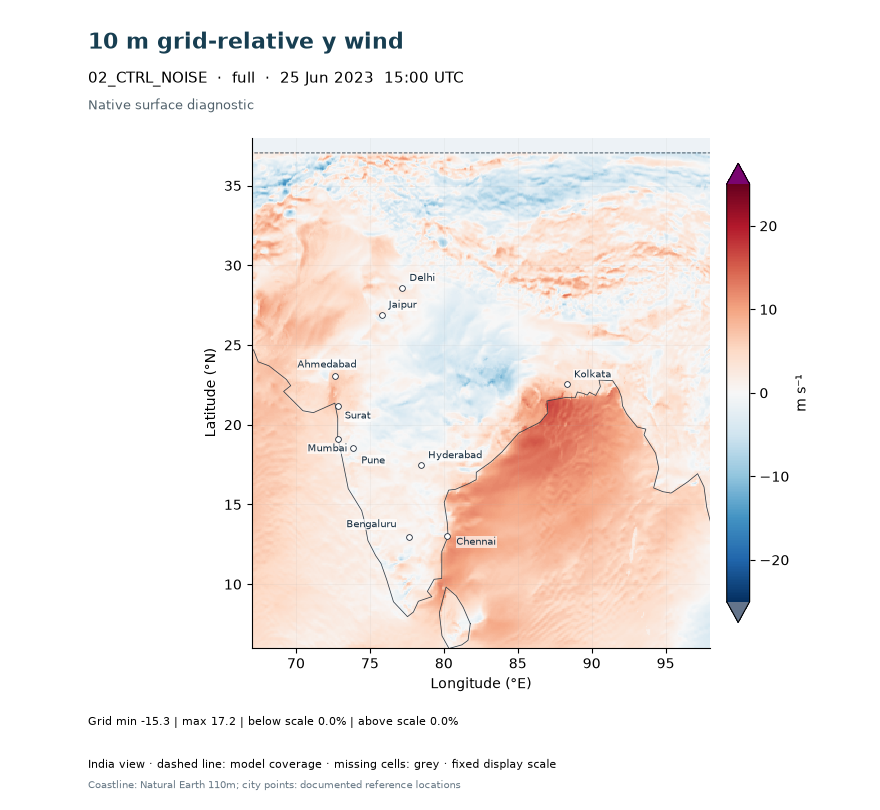 10 m grid-relative y wind
02_CTRL_NOISE · full · 25 Jun 2023 15:00 UTC
Native surface diagnostic
35
30
25
20
15
10
Latitude (°N)
Delhi
Jaipur
Ahmedabad
Kolkata
Surat
Mumbai
Pune
Hyderabad
Bengaluru
Chennai
70
75
80
85
90
95
Longitude (°E)
20
10
0
−10
−20
m s⁻¹
Grid min -15.3 | max 17.2 | below scale 0.0% | above scale 0.0%
India view · dashed line: model coverage · missing cells: grey · fixed display scale
Coastline: Natural Earth 110m; city points: documented reference locations